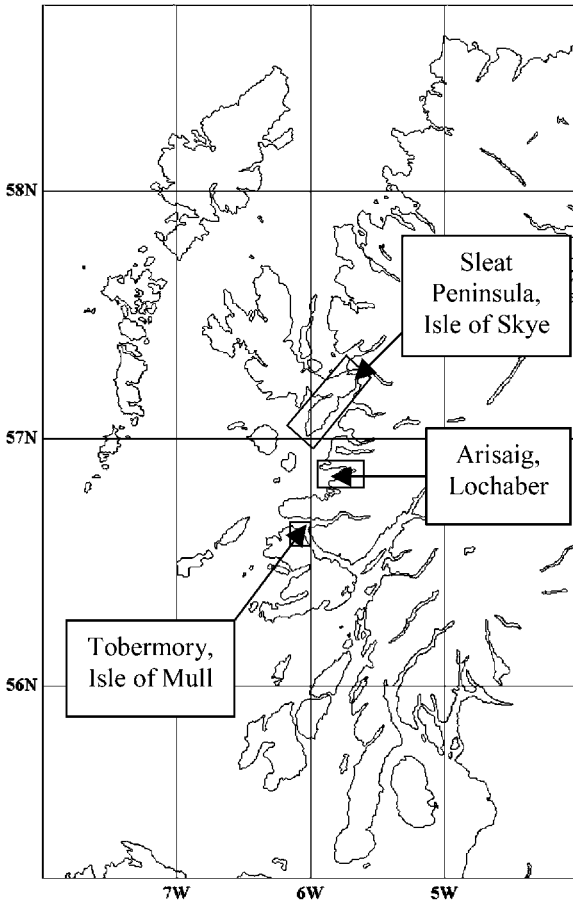 58N
Sleat
Peninsula,
Isle of Skye
57N
Arisaig,
Lochaber
Tobermory,
Isle of Mull
56N
7W 6W 5W